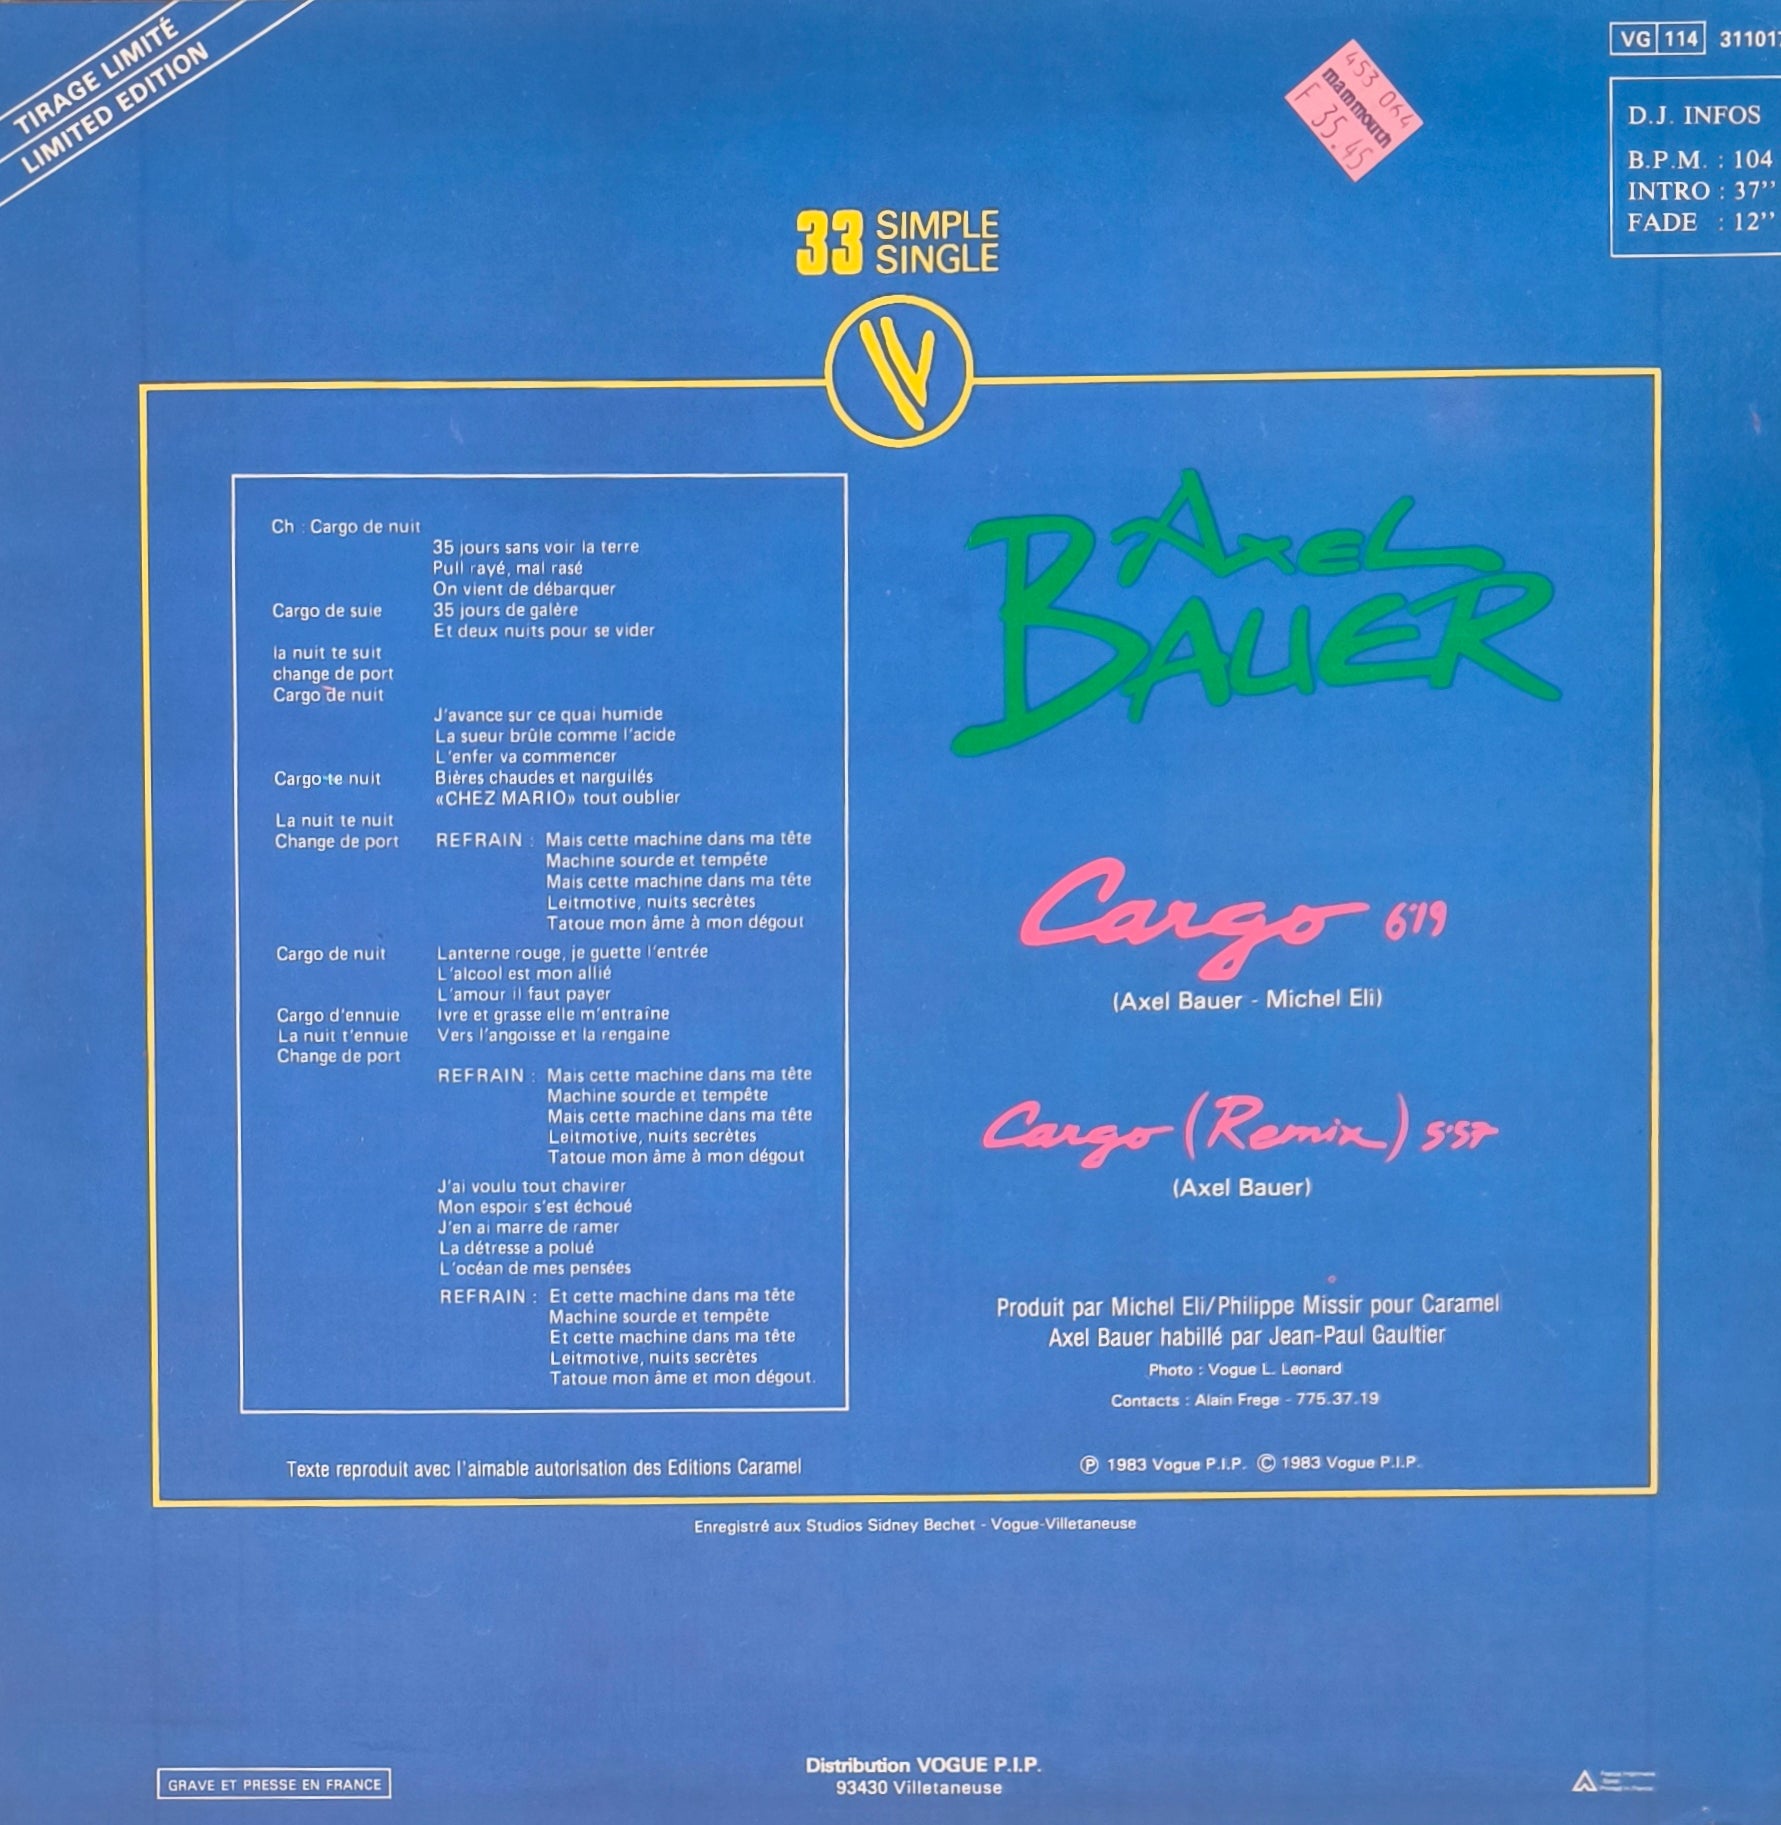 TIRAGE LIMITÉ
LIMITED EDITION
VG 114 311017
453 064
mammouth
F 35.45
D.J. INFOS
B.P.M. : 104
INTRO : 37’’
FADE : 12’’
33 SIMPLE
SINGLE
Ch : Cargo de nuit
35 jours sans voir la terre
Pull rayé, mal rasé
On vient de débarquer
Cargo de suie 35 jours de galère
Et deux nuits pour se vider
la nuit te suit
change de port
Cargo de nuit
J'avance sur ce quai humide
La sueur brûle comme l'acide
L'enfer va commencer
Cargo te nuit Bières chaudes et narguilés
«CHEZ MARIO» tout oublier
La nuit te nuit
Change de port REFRAIN : Mais cette machine dans ma tête
Machine sourde et tempête
Mais cette machine dans ma tête
Leitmotive, nuits secrètes
Tatoue mon âme à mon dégout
Cargo de nuit Lanterne rouge, je guette l'entrée
L'alcool est mon allié
L'amour il faut payer
Cargo d'ennuie Ivre et grasse elle m'entraîne
La nuit t'ennuie Vers l'angoisse et la rengaine
Change de port
REFRAIN : Mais cette machine dans ma tête
Machine sourde et tempête
Mais cette machine dans ma tête
Leitmotive, nuits secrètes
Tatoue mon âme à mon dégout
J'ai voulu tout chavirer
Mon espoir s'est échoué
J'en ai marre de ramer
La détresse a polué
L'océan de mes pensées
REFRAIN : Et cette machine dans ma tête
Machine sourde et tempête
Et cette machine dans ma tête
Leitmotive, nuits secrètes
Tatoue mon âme et mon dégout.
Texte reproduit avec l'aimable autorisation des Editions Caramel
AXEL
BAUER
Cargo 6'19
(Axel Bauer - Michel Eli)
Cargo (Remix) 5'57
(Axel Bauer)
Produit par Michel Eli/Philippe Missir pour Caramel
Axel Bauer habillé par Jean-Paul Gaultier
Photo : Vogue L. Leonard
Contacts : Alain Frege - 775.37.19
Ⓟ 1983 Vogue P.I.P. © 1983 Vogue P.I.P.
Enregistré aux Studios Sidney Bechet - Vogue-Villetaneuse
GRAVE ET PRESSE EN FRANCE
Distribution VOGUE P.I.P.
93430 Villetaneuse